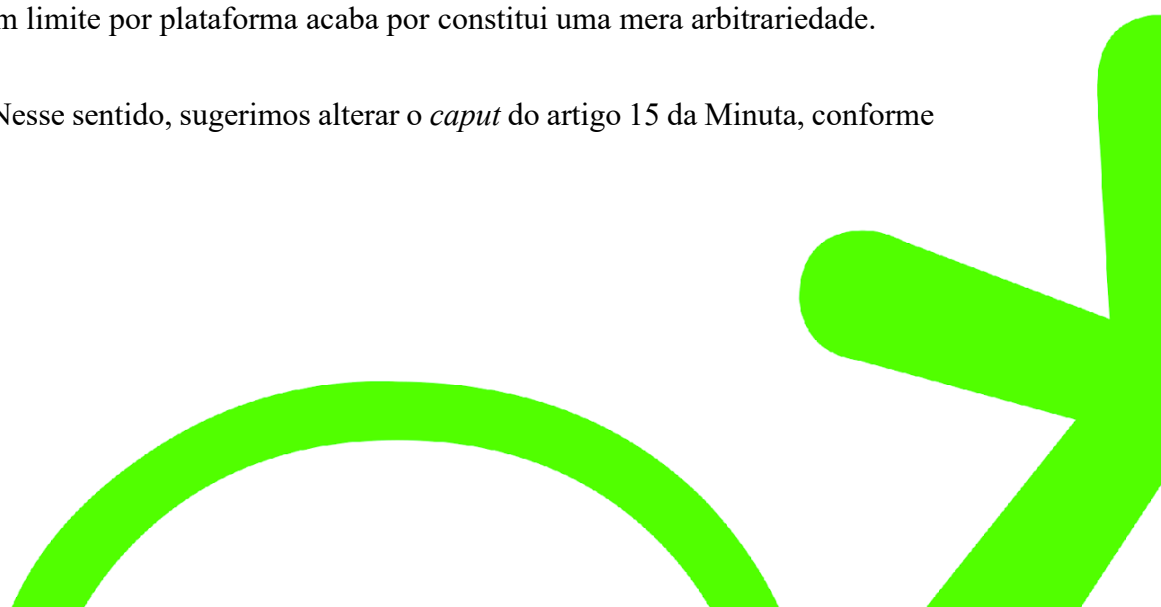 m limite por plataforma acaba por constitui uma mera arbitrariedade.
Nesse sentido, sugerimos alterar o caput do artigo 15 da Minuta, conforme